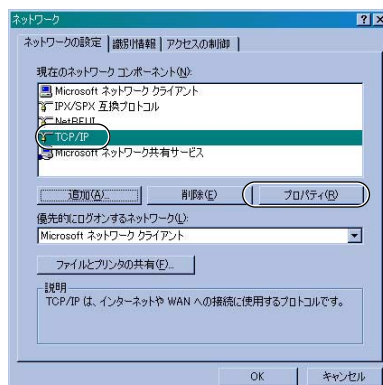 ネットワーク
ネットワークの設定 識別情報 アクセスの制御
現在のネットワーク コンポーネント(N):
Microsoft ネットワーク クライアント
IPX/SPX 互換プロトコル
NetBEUI
TCP/IP
Microsoft ネットワーク共有サービス
追加(A)... 削除(E) プロパティ(R)
優先的にログオンするネットワーク(L):
Microsoft ネットワーク クライアント
ファイルとプリンタの共有(F)...
説明
TCP/IP は、インターネットや WAN への接続に使用するプロトコルです。
OK キャンセル